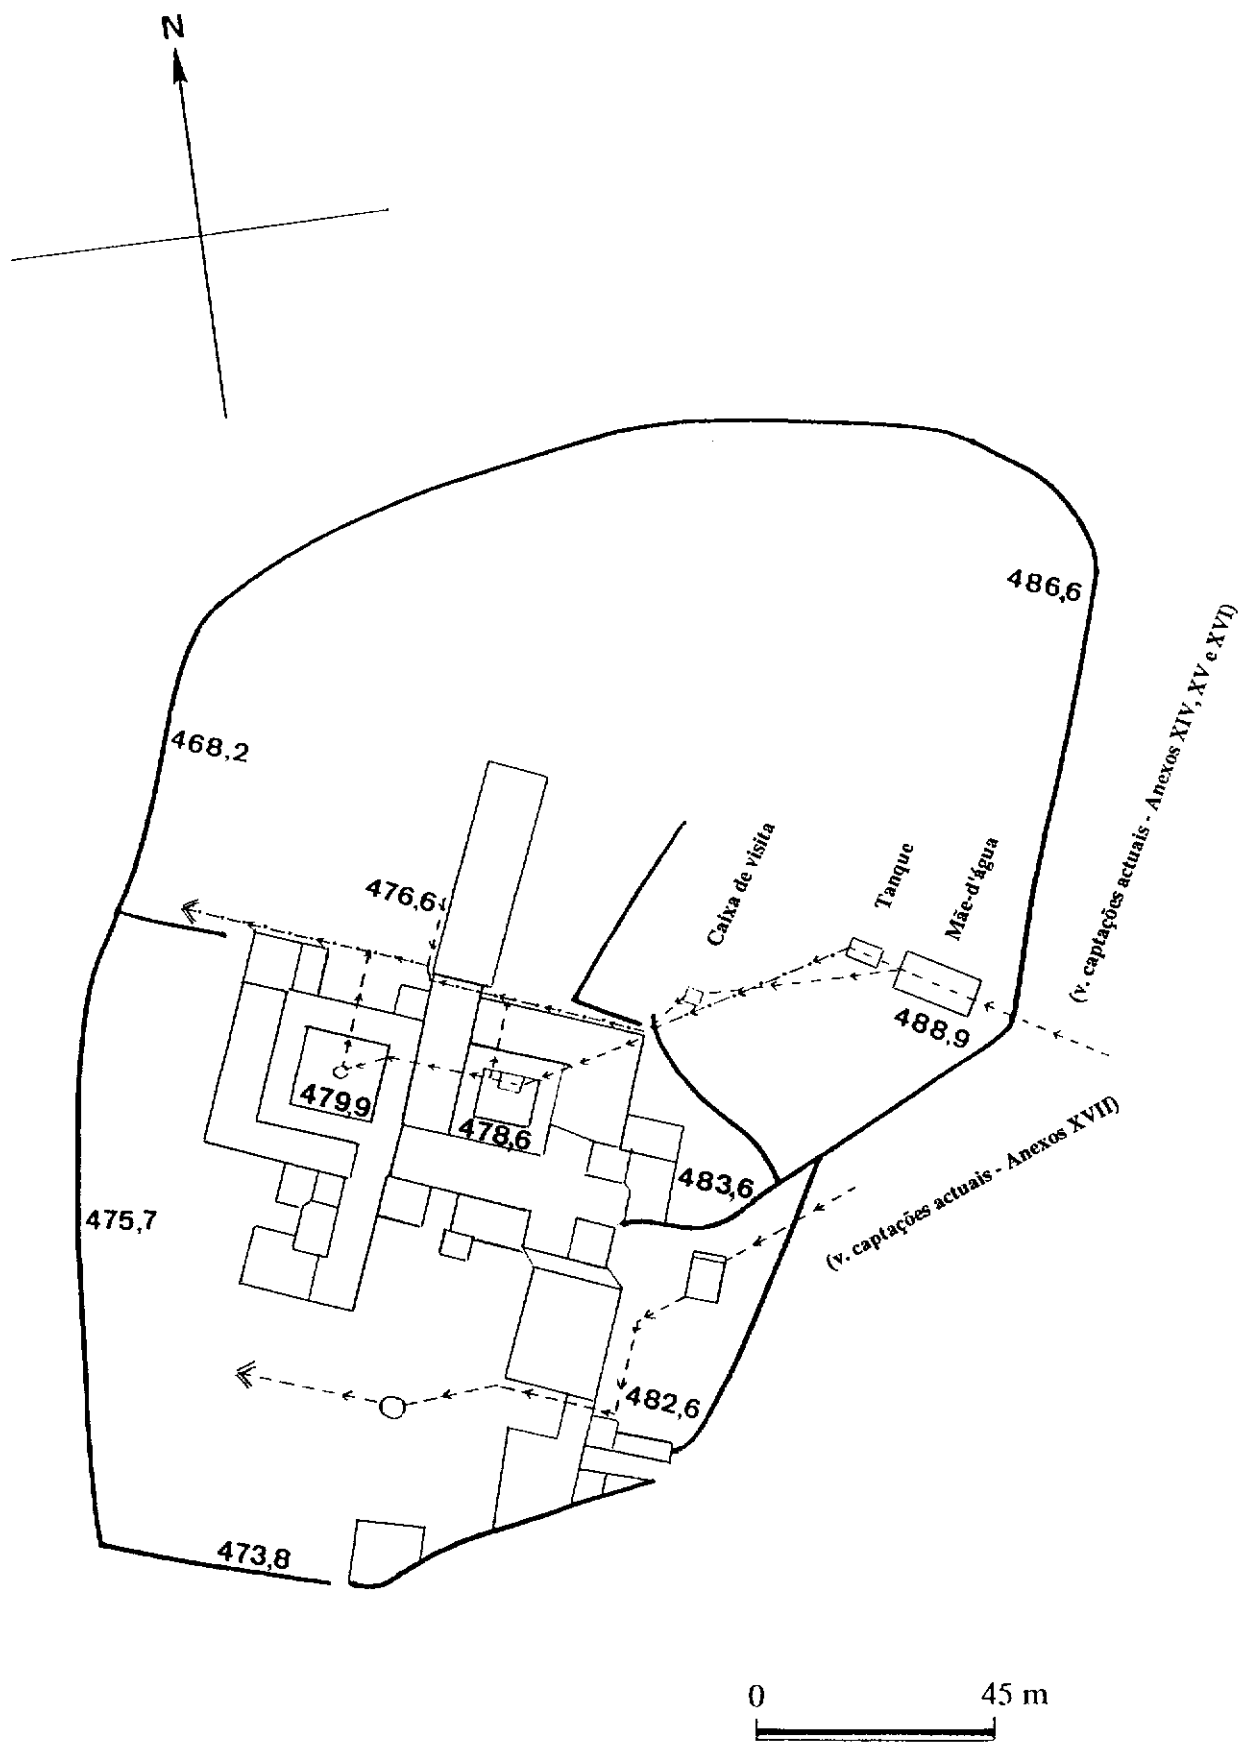 N
486,6
(v. captações actuais - Anexos XIV, XV e XVI)
468,2
476,6
Caixa de visita
Tanque
Mãe-d'água
488,9
479,9
478,6
(v. captações actuais - Anexos XVII)
483,6
475,7
482,6
473,8
0
45 m